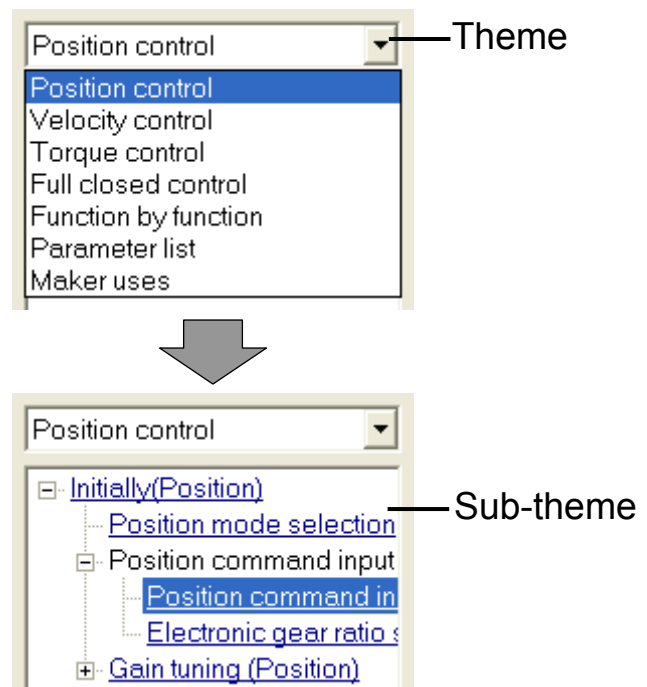 Position control
Theme
Position control
Velocity control
Torque control
Full closed control
Function by function
Parameter list
Maker uses
Position control
Initially(Position)
Sub-theme
Position mode selection
Position command input
Position command in
Electronic gear ratio s
Gain tuning (Position)